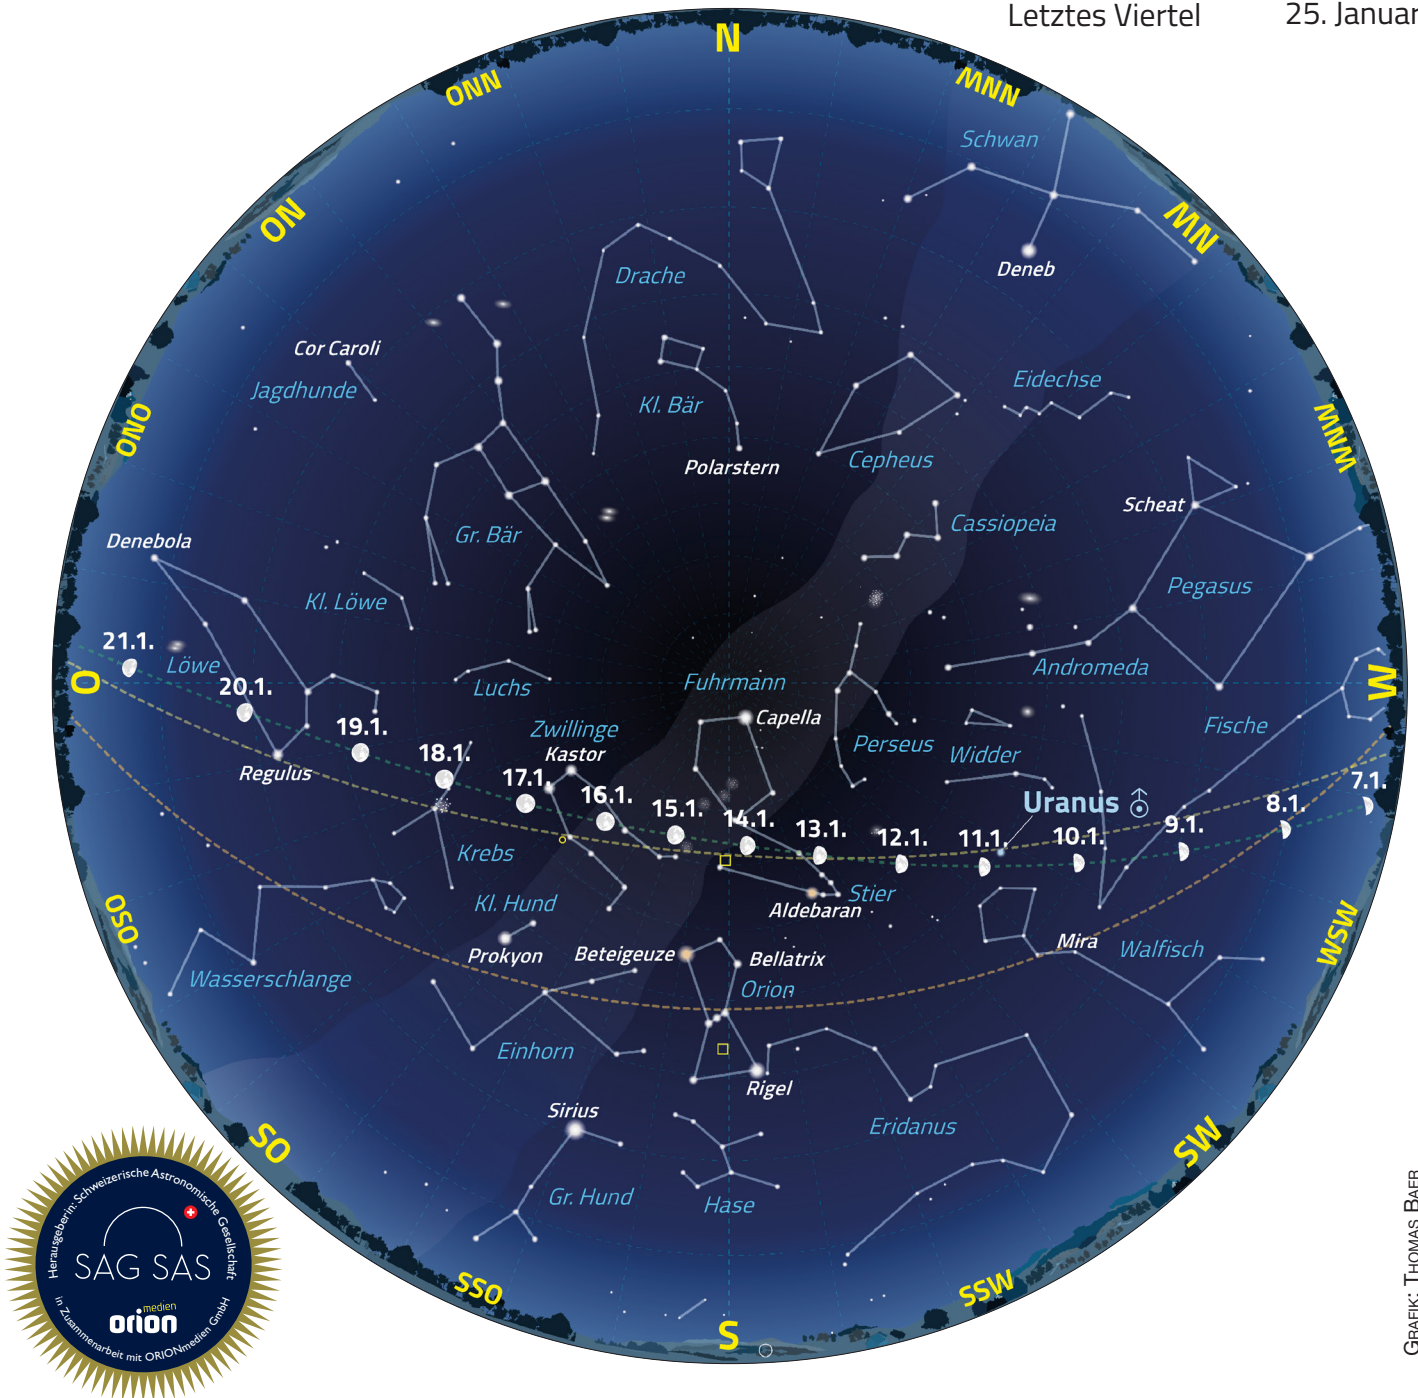 Letztes Viertel 25. Januar
N
NNO
NNW
Schwan
NO
NW
Deneb
Drache
Cor Caroli
Jagdhunde
Eidechse
Kl. Bär
ONO
WNW
Polarstern
Cepheus
Scheat
Gr. Bär
Cassiopeia
Denebola
Pegasus
Kl. Löwe
21.1.
Löwe
Andromeda
O
Luchs
Fuhrmann
W
20.1.
Capella
19.1.
Zwillinge
Fische
18.1.
Kastor
Perseus
Widder
Regulus
17.1.
7.1.
16.1.
Uranus
8.1.
15.1.
14.1.
13.1.
12.1.
11.1.
10.1.
9.1.
Krebs
Stier
Kl. Hund
Aldebaran
OSO
WSW
Prokyon
Beteigeuze
Bellatrix
Mira
Walfisch
Wasserschlange
Orion
Einhorn
Rigel
Sirius
Eridanus
SO
SW
Gr. Hund
Hase
OSS
SSW
S
Herausgeberin: Schweizerische Astronomische Gesellschaft
SAG SAS
orion medien
in Zusammenarbeit mit ORIONmedien GmbH
GRAFIK: THOMAS BAER